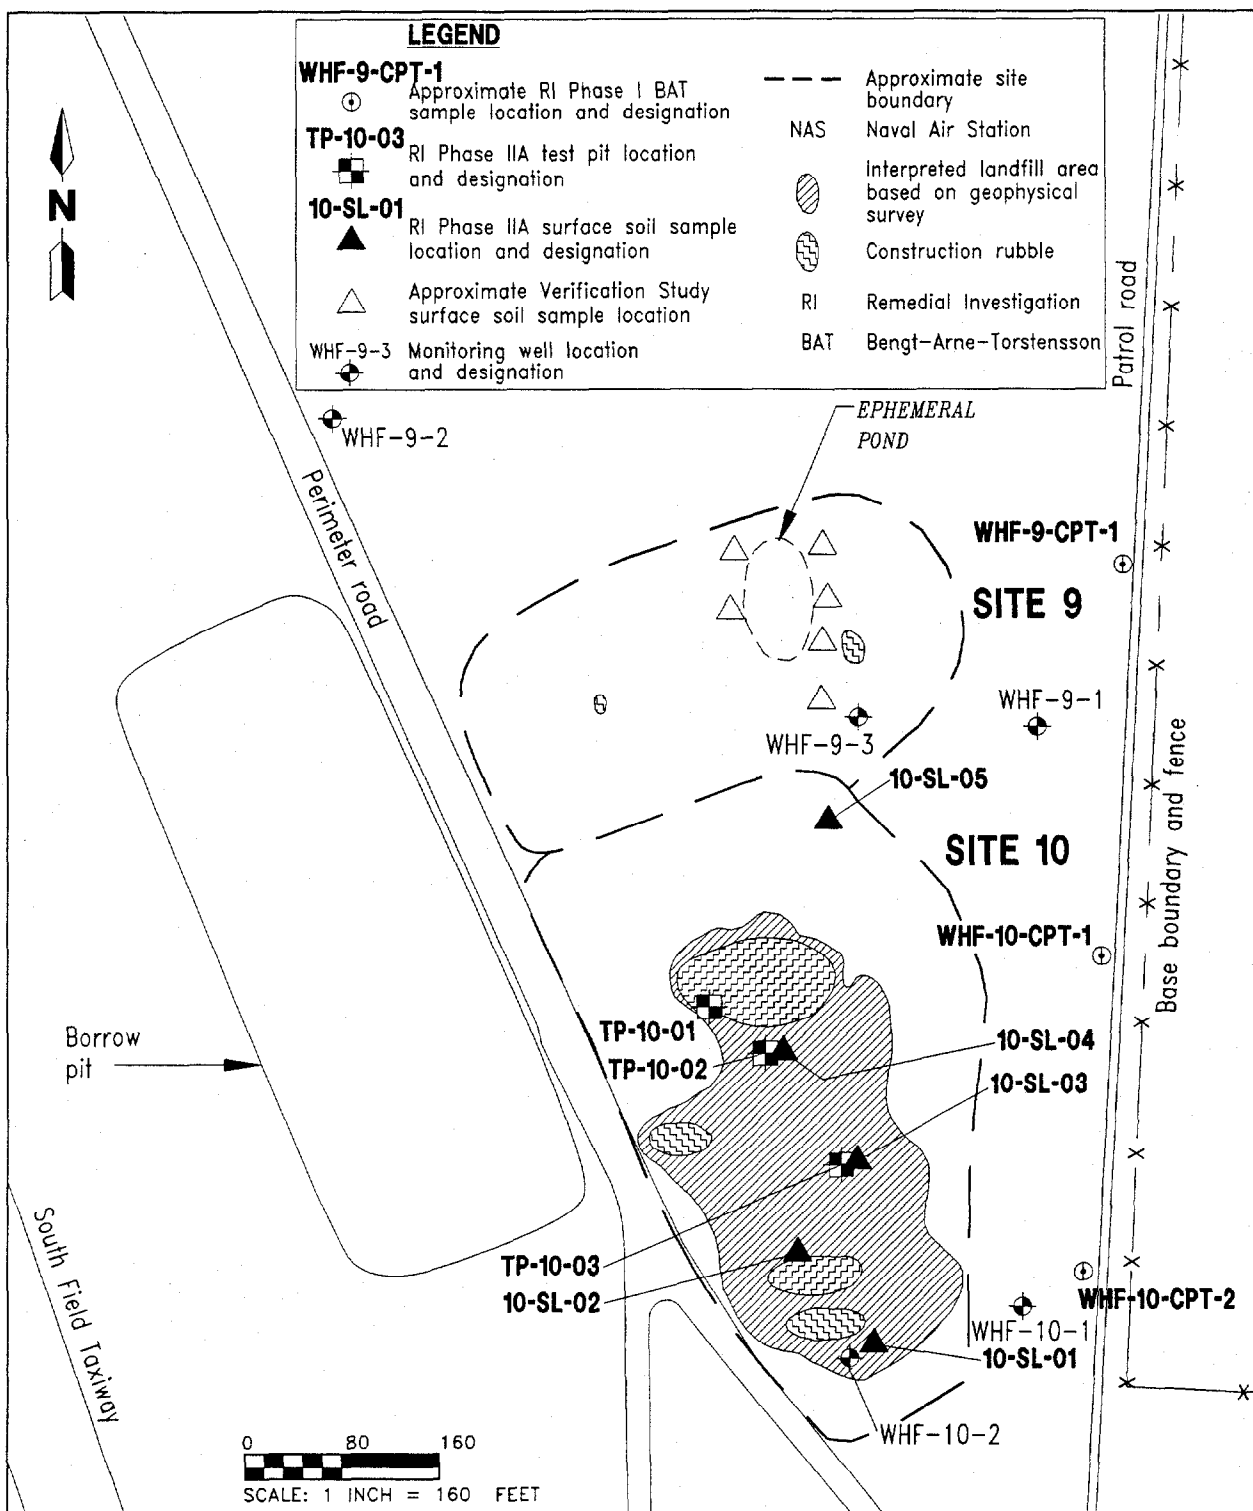 LEGEND
WHF-9-CPT-1
Approximate RI Phase I BAT
sample location and designation
TP-10-03
RI Phase IIA test pit location
and designation
10-SL-01
RI Phase IIA surface soil sample
location and designation
Approximate Verification Study
surface soil sample location
WHF-9-3 Monitoring well location
and designation
Approximate site
boundary
NAS Naval Air Station
Interpreted landfill area
based on geophysical
survey
Construction rubble
RI Remedial Investigation
BAT Bengt-Arne-Torstensson
N
Patrol road
EPHEMERAL
POND
WHF-9-2
Perimeter road
WHF-9-CPT-1
SITE 9
WHF-9-1
WHF-9-3
10-SL-05
SITE 10
Base boundary and fence
WHF-10-CPT-1
TP-10-01
10-SL-04
TP-10-02
10-SL-03
Borrow
pit
South Field Taxiway
TP-10-03
10-SL-02
WHF-10-CPT-2
WHF-10-1
10-SL-01
WHF-10-2
0 80 160
SCALE: 1 INCH = 160 FEET